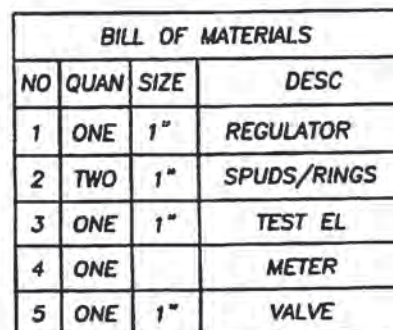 BILL OF MATERIALS
NO QUAN SIZE DESC
1 ONE 1" REGULATOR
2 TWO 1" SPUDS/RINGS
3 ONE 1" TEST EL
4 ONE METER
5 ONE 1" VALVE